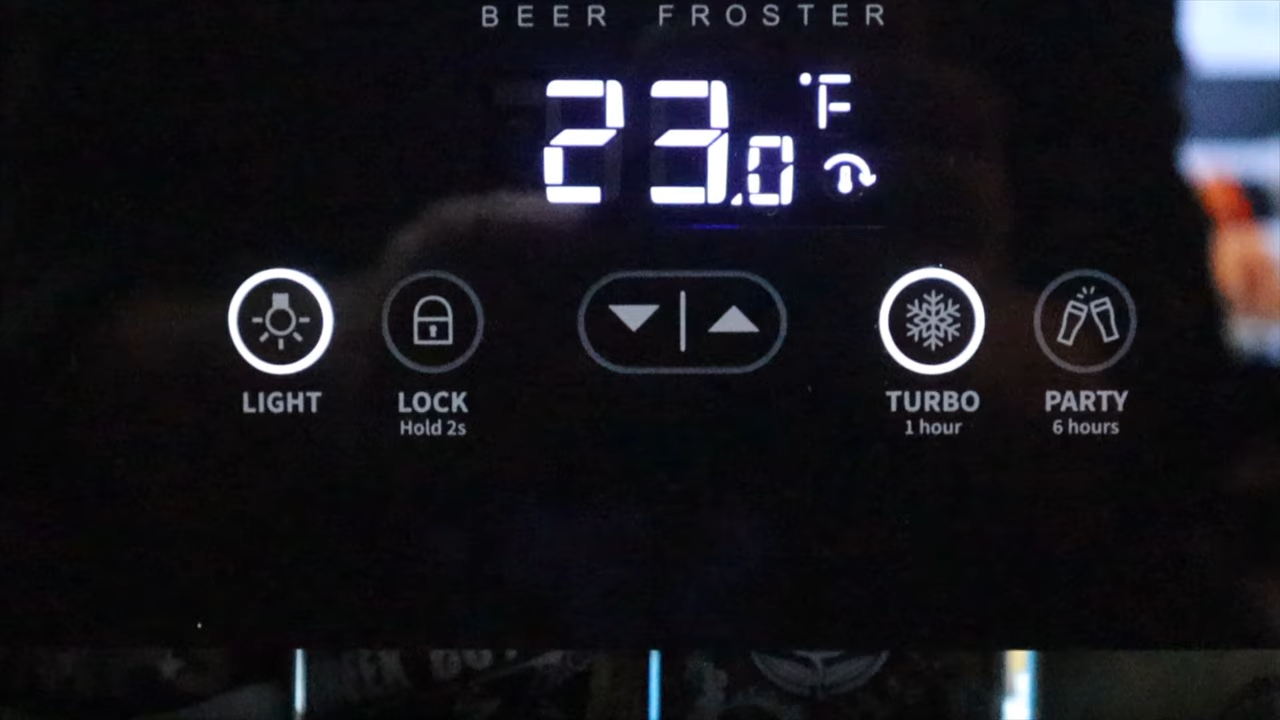 BEER FROSTER
23.0 °F
LIGHT
LOCK
Hold 2s
TURBO
1 hour
PARTY
6 hours